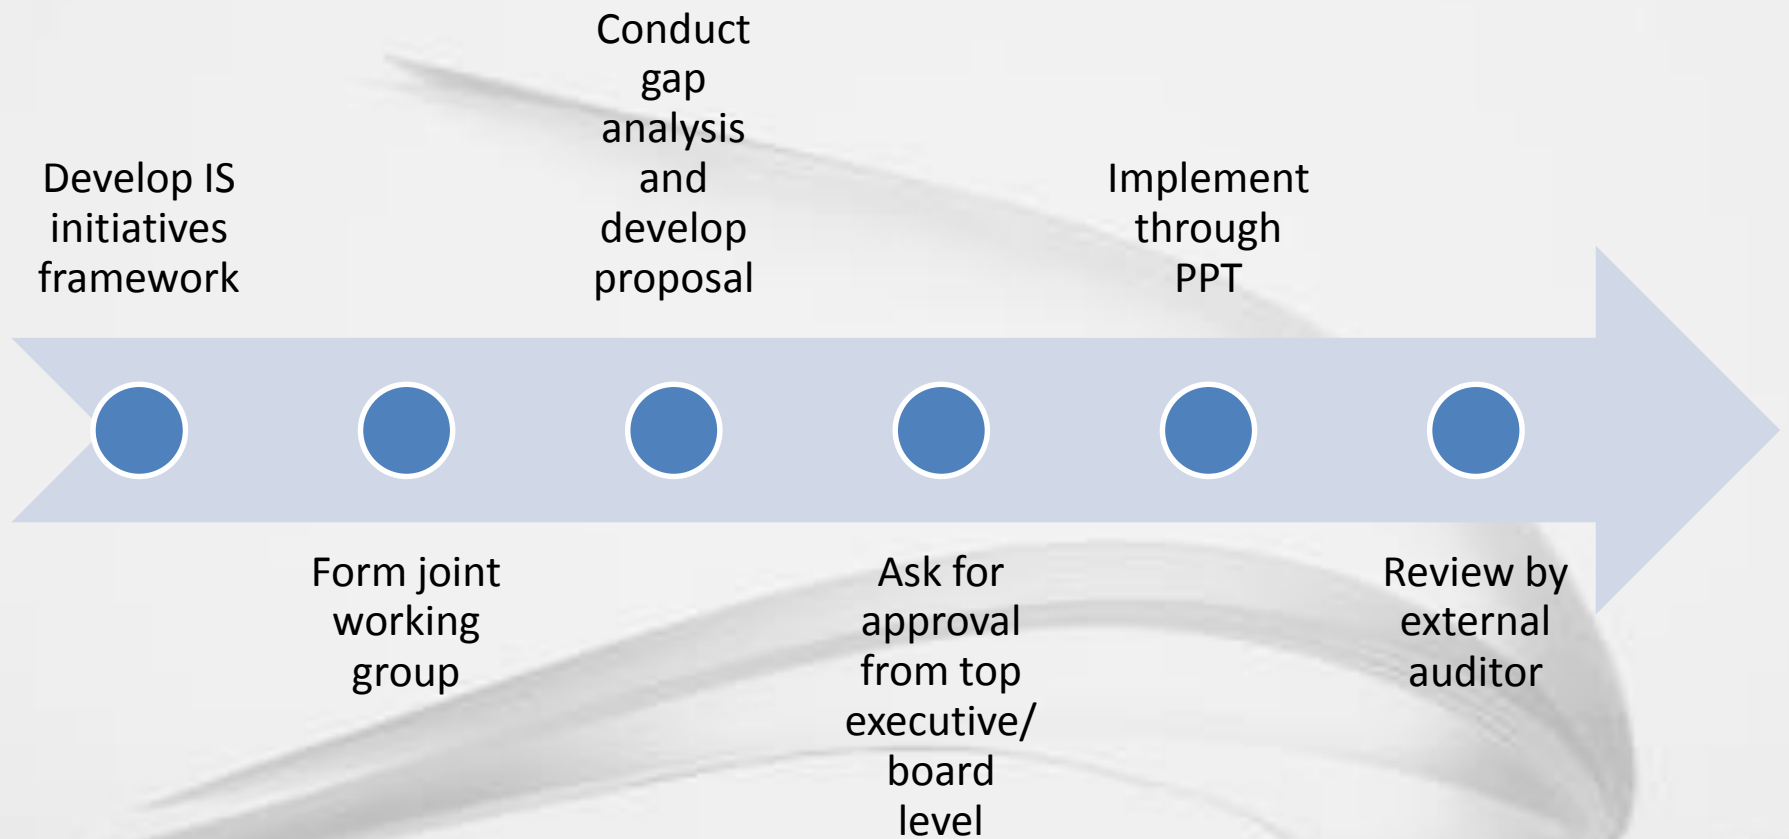 Develop IS
initiatives
framework
Form joint
working
group
Conduct
gap
analysis
and
develop
proposal
Ask for
approval
from top
executive/
board
level
Implement
through
PPT
Review by
external
auditor